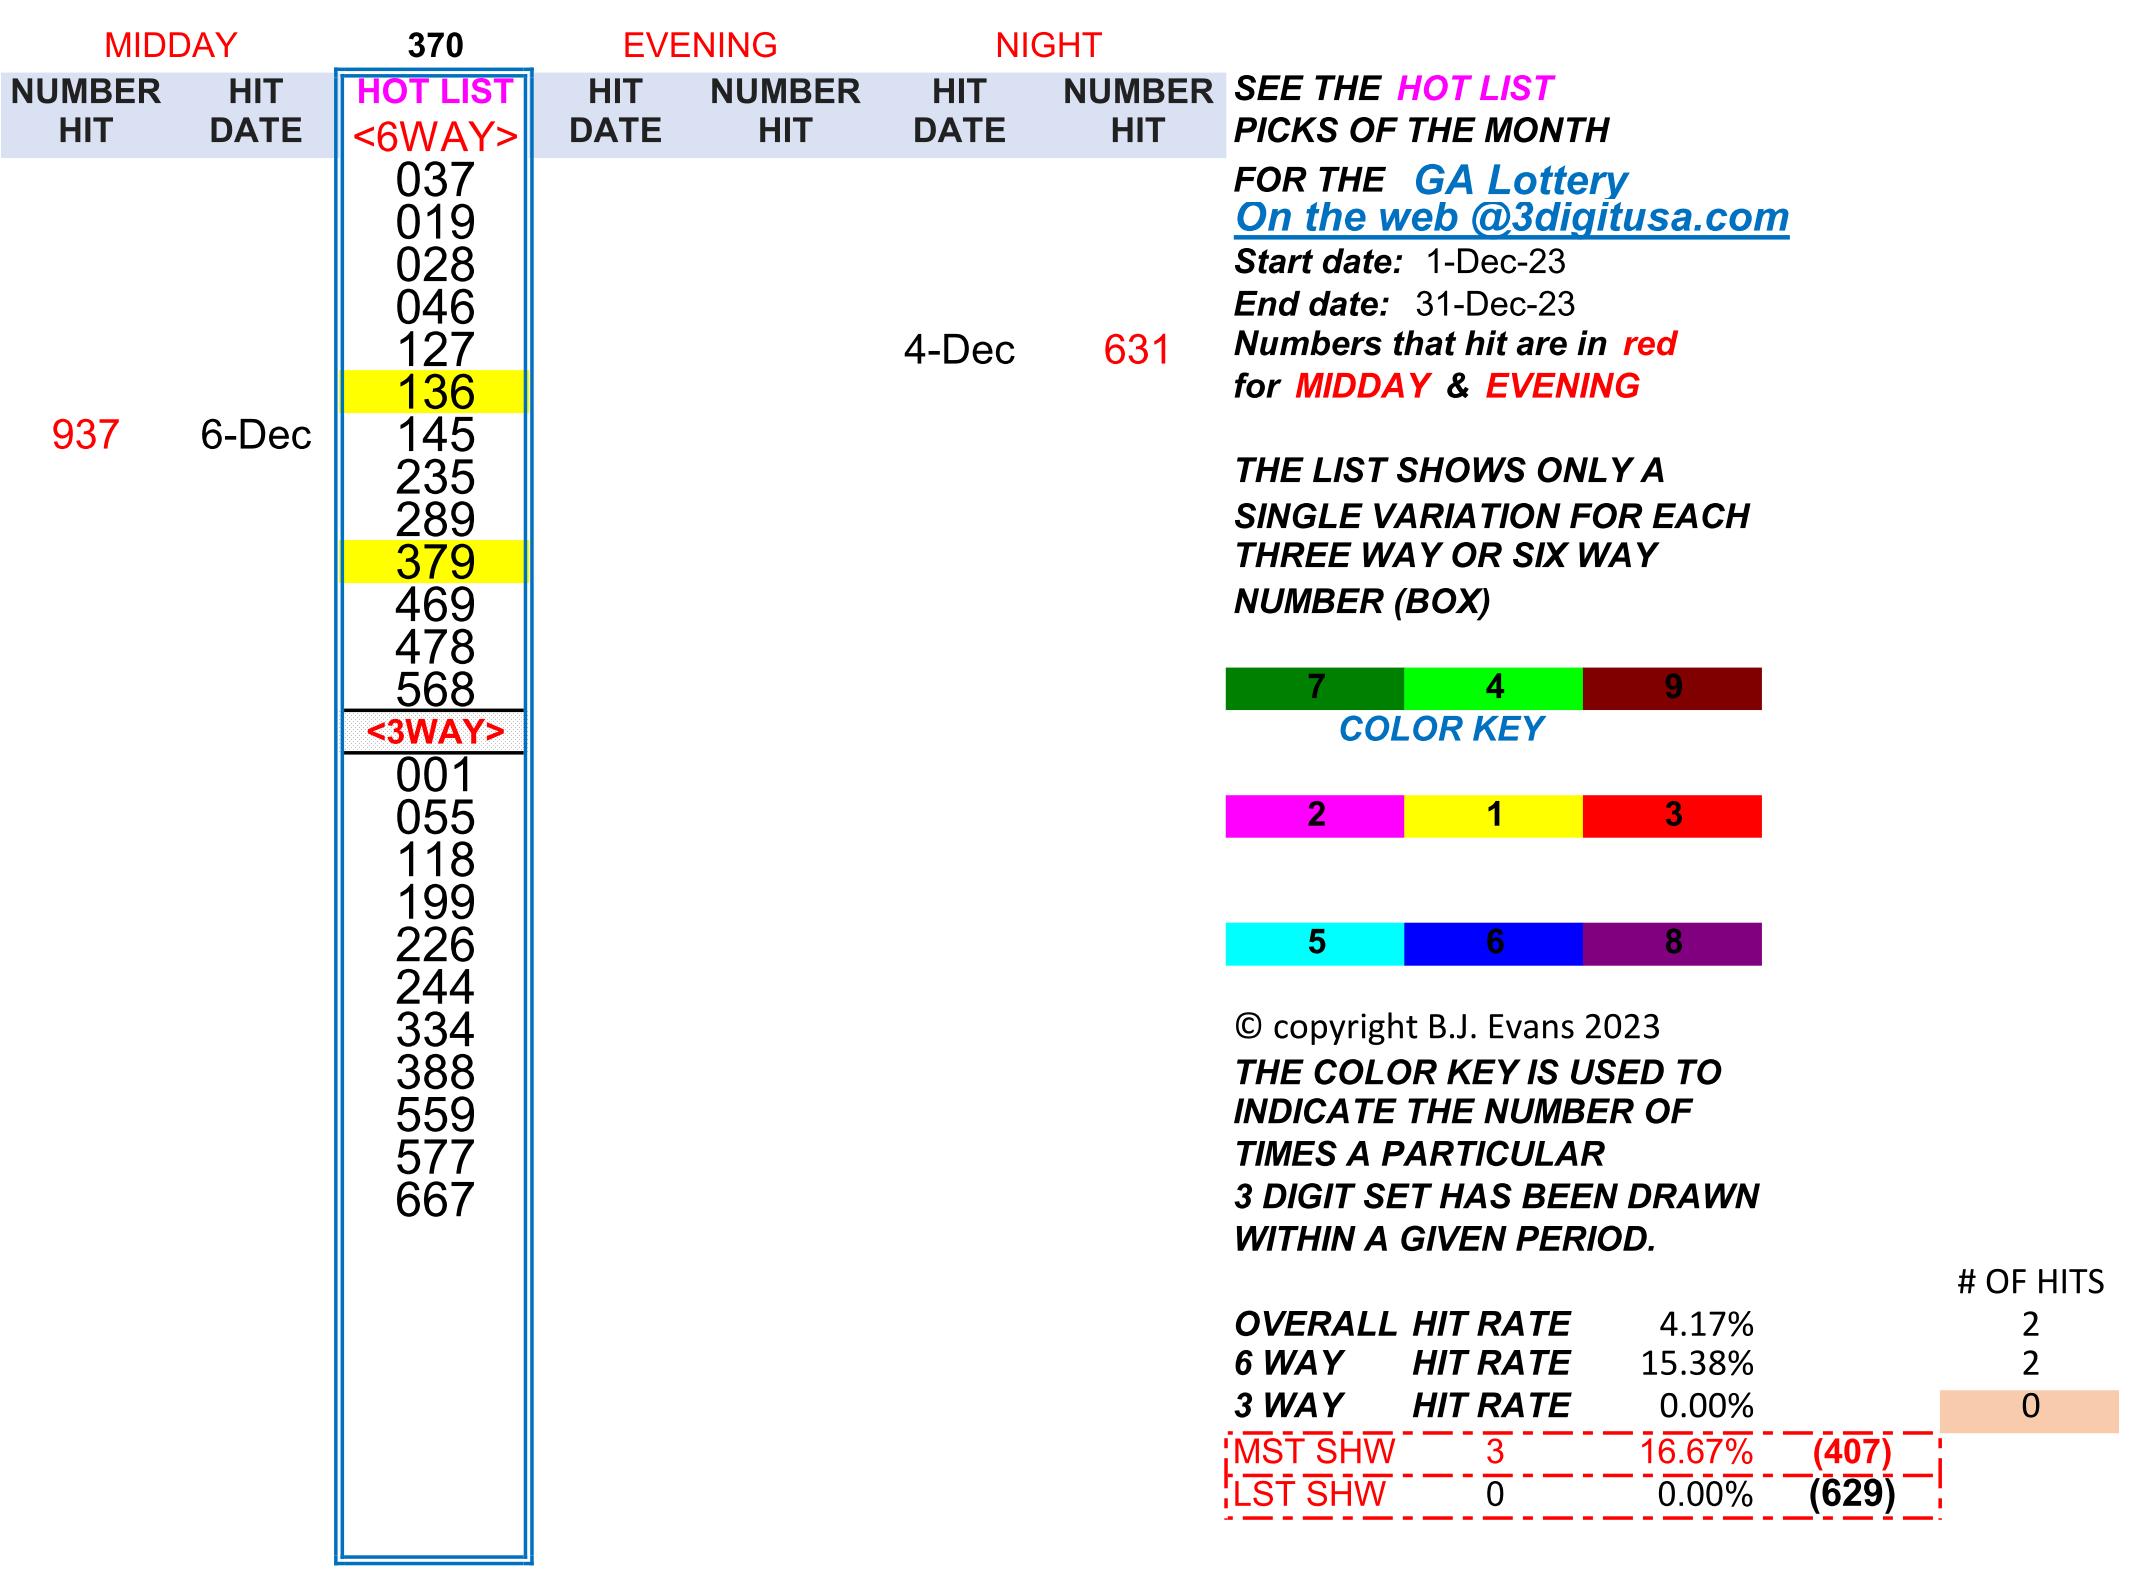 MIDDAY 370 EVENING NIGHT
NUMBER HIT HOT LIST HIT NUMBER HIT NUMBER
HIT DATE <6WAY> DATE HIT DATE HIT
037
019
028
046
127 4-Dec 631
136
937 6-Dec 145
235
289
379
469
478
568
<3WAY>
001
055
118
199
226
244
334
388
559
577
667
SEE THE HOT LIST
PICKS OF THE MONTH
FOR THE GA Lottery
On the web @3digitusa.com
Start date: 1-Dec-23
End date: 31-Dec-23
Numbers that hit are in red
for MIDDAY & EVENING
THE LIST SHOWS ONLY A
SINGLE VARIATION FOR EACH
THREE WAY OR SIX WAY
NUMBER (BOX)
7 4 9
COLOR KEY
2 1 3
5 6 8
© copyright B.J. Evans 2023
THE COLOR KEY IS USED TO
INDICATE THE NUMBER OF
TIMES A PARTICULAR
3 DIGIT SET HAS BEEN DRAWN
WITHIN A GIVEN PERIOD.
# OF HITS
OVERALL HIT RATE 4.17% 2
6 WAY HIT RATE 15.38% 2
3 WAY HIT RATE 0.00% 0
MST SHW 3 16.67% (407)
LST SHW 0 0.00% (629)